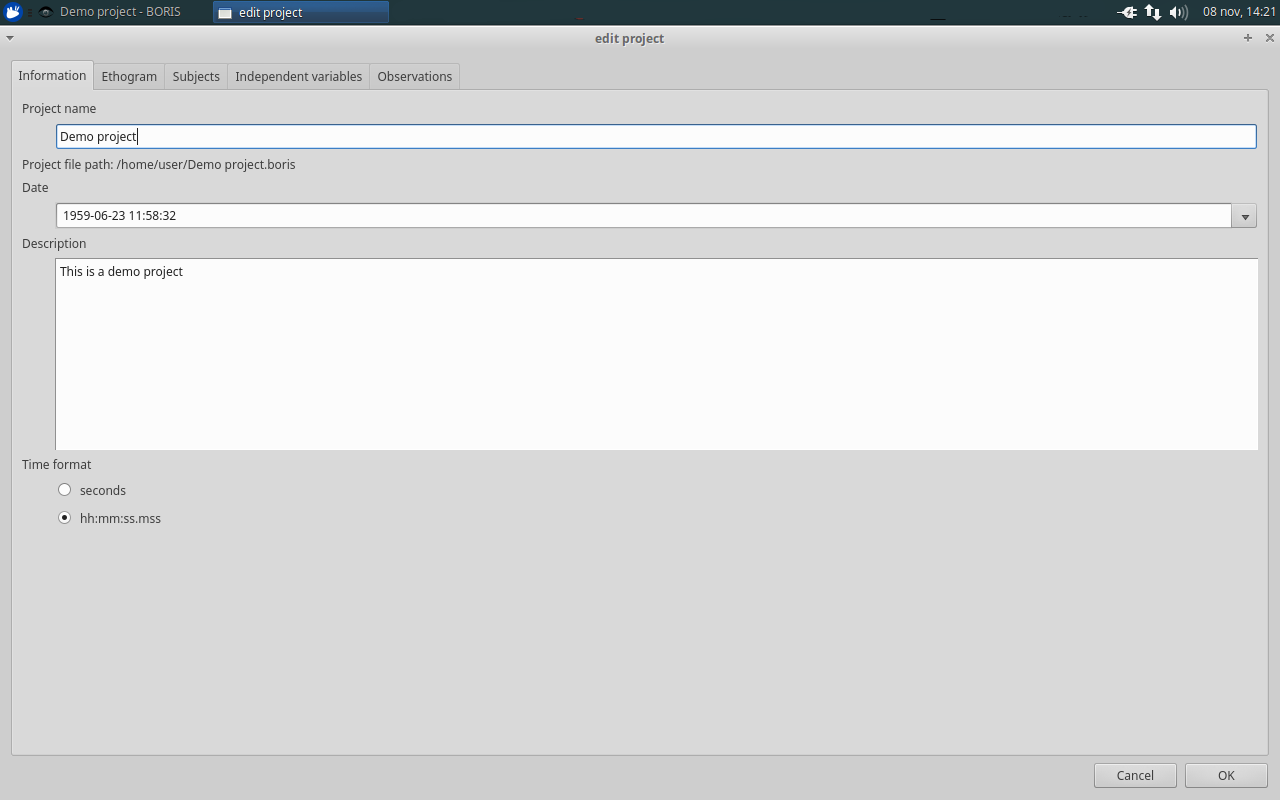 Demo project - BORIS
edit project
08 nov, 14:21
edit project
Information
Ethogram
Subjects
Independent variables
Observations
Project name
Demo project
Project file path: /home/user/Demo project.boris
Date
1959-06-23 11:58:32
Description
This is a demo project
Time format
seconds
hh:mm:ss.mss
Cancel
OK